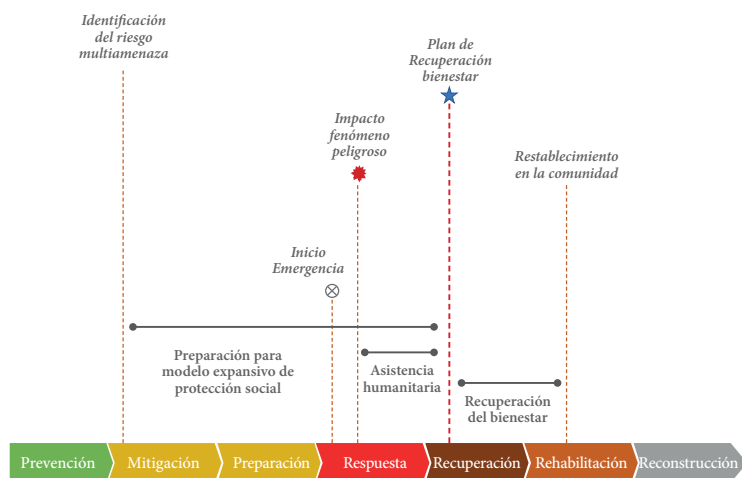 Identificación
del riesgo
multiamenaza
Plan de
Recuperación
bienestar
Impacto
fenómeno
peligroso
Restablecimiento
en la comunidad
Inicio
Emergencia
Preparación para
modelo expansivo de
protección social
Asistencia
humanitaria
Recuperación
del bienestar
Prevención
Mitigación
Preparación
Respuesta
Recuperación
Rehabilitación
Reconstrucción